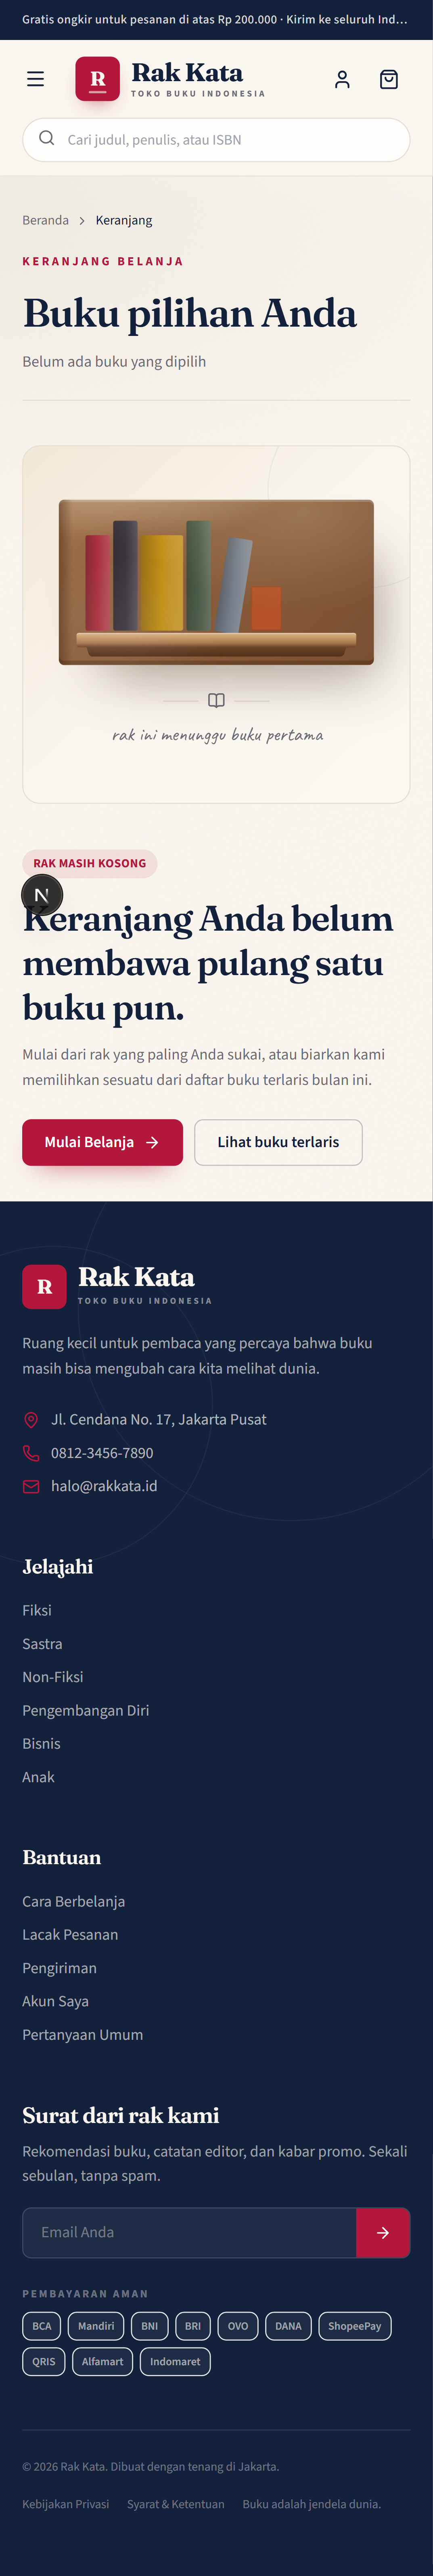 Gratis ongkir untuk pesanan di atas Rp 200.000 · Kirim ke seluruh Ind…
R
Rak Kata
TOKO BUKU INDONESIA
Cari judul, penulis, atau ISBN
Beranda > Keranjang
KERANJANG BELANJA
Buku pilihan Anda
Belum ada buku yang dipilih
rak ini menunggu buku pertama
RAK MASIH KOSONG
N
Keranjang Anda belum
membawa pulang satu
buku pun.
Mulai dari rak yang paling Anda sukai, atau biarkan kami
memilihkan sesuatu dari daftar buku terlaris bulan ini.
Mulai Belanja →
Lihat buku terlaris
R
Rak Kata
TOKO BUKU INDONESIA
Ruang kecil untuk pembaca yang percaya bahwa buku
masih bisa mengubah cara kita melihat dunia.
Jl. Cendana No. 17, Jakarta Pusat
0812-3456-7890
halo@rakkata.id
Jelajahi
Fiksi
Sastra
Non-Fiksi
Pengembangan Diri
Bisnis
Anak
Bantuan
Cara Berbelanja
Lacak Pesanan
Pengiriman
Akun Saya
Pertanyaan Umum
Surat dari rak kami
Rekomendasi buku, catatan editor, dan kabar promo. Sekali
sebulan, tanpa spam.
Email Anda →
PEMBAYARAN AMAN
BCA Mandiri BNI BRI OVO DANA ShopeePay
QRIS Alfamart Indomaret
© 2026 Rak Kata. Dibuat dengan tenang di Jakarta.
Kebijakan Privasi Syarat & Ketentuan Buku adalah jendela dunia.